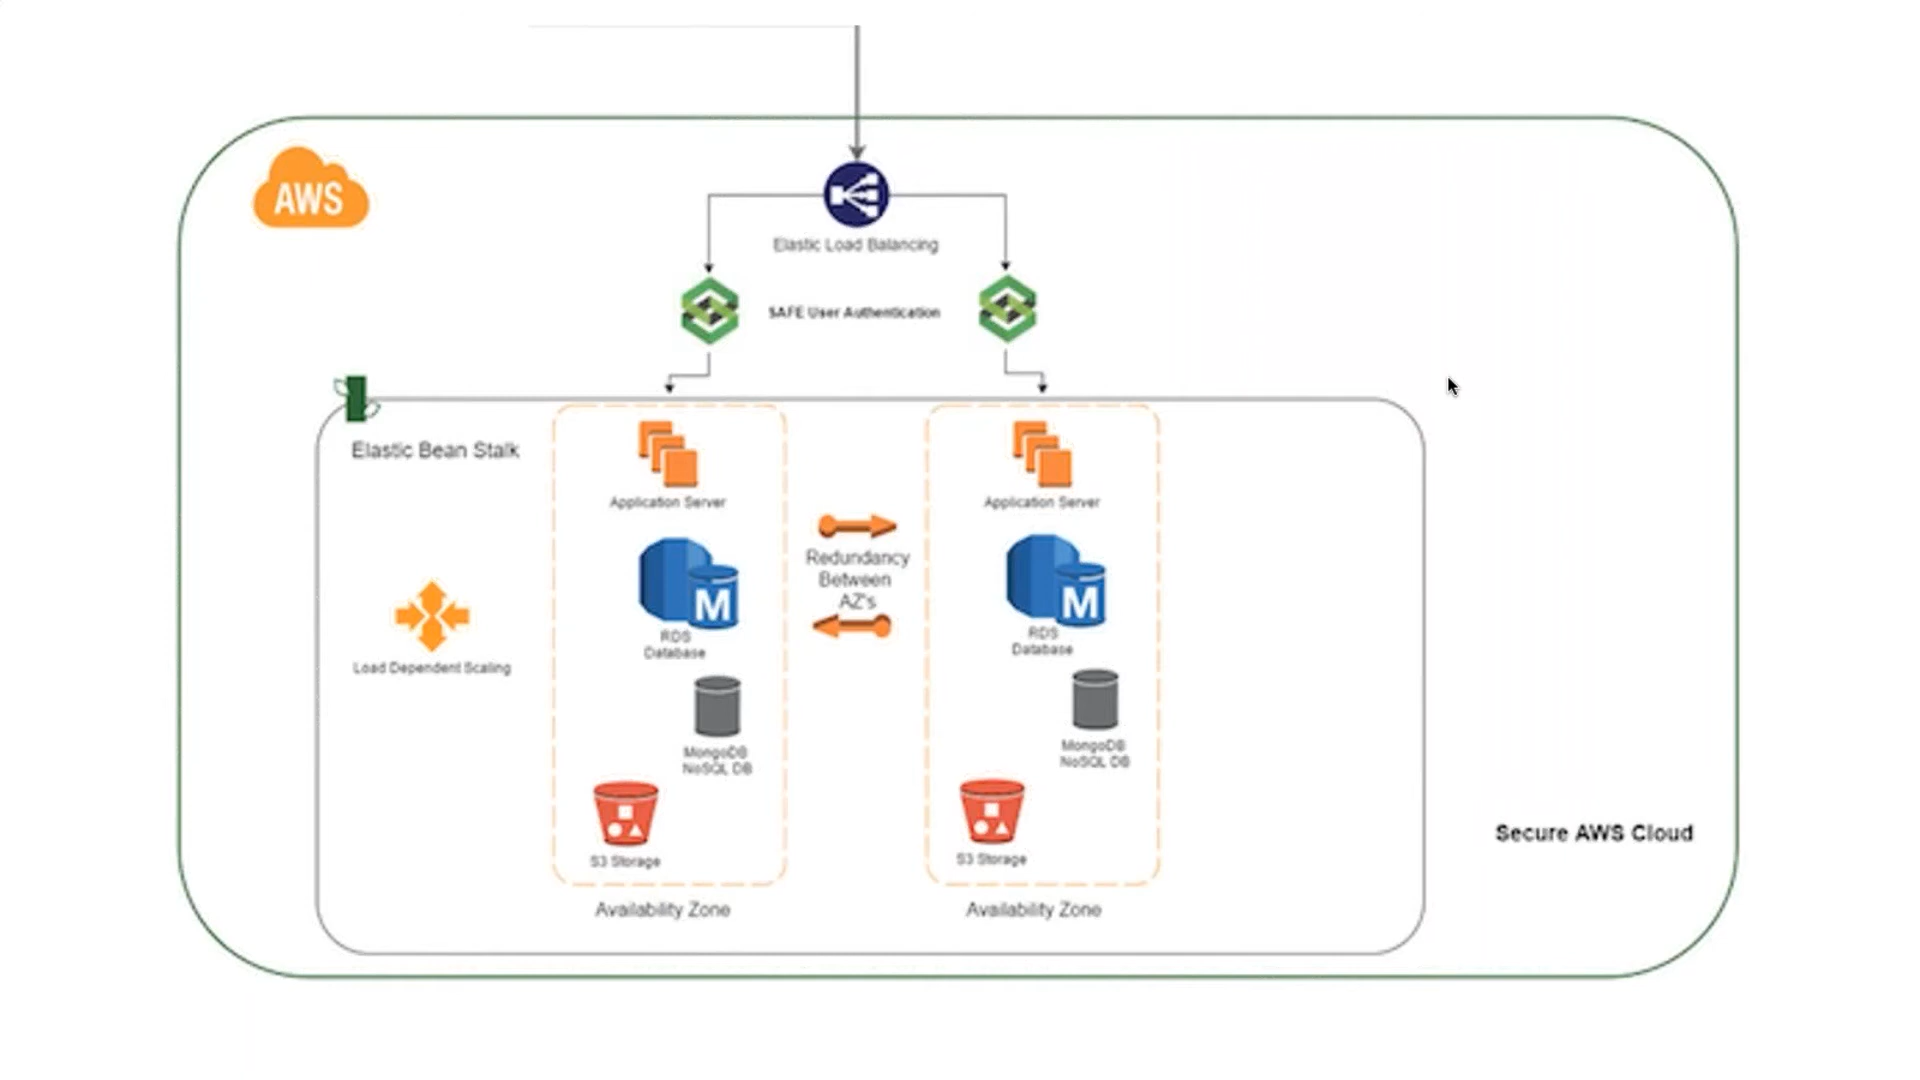 AWS
Elastic Load Balancing
SAFE User Authentication
Elastic Bean Stalk
Application Server
Application Server
Redundancy
Between
AZ's
M
M
RDS
Database
RDS
Database
Load Dependent Scaling
MongoDB
NoSQL DB
MongoDB
NoSQL DB
S3 Storage
S3 Storage
Secure AWS Cloud
Availability Zone
Availability Zone